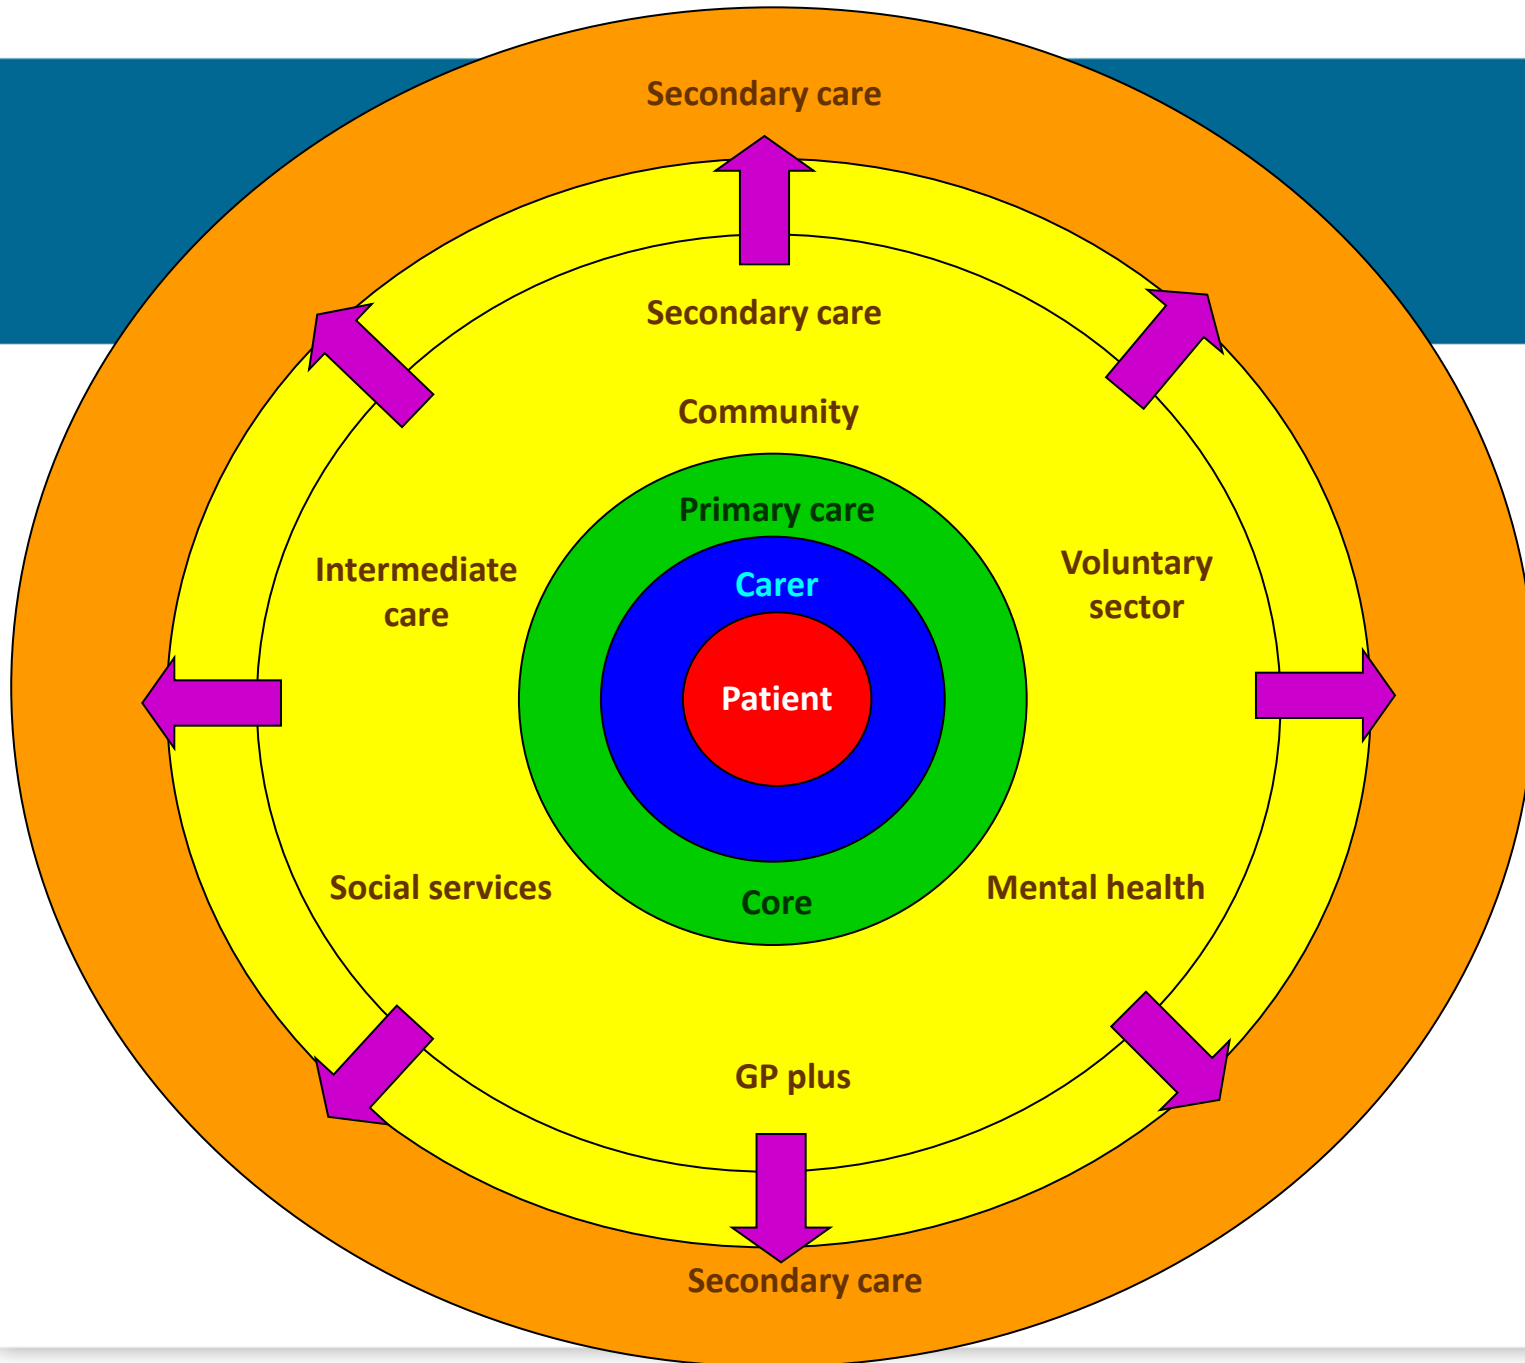 Secondary care
Secondary care
Community
Primary care
Intermediate
care
Voluntary
sector
Carer
Patient
Social services
Mental health
Core
GP plus
Secondary care